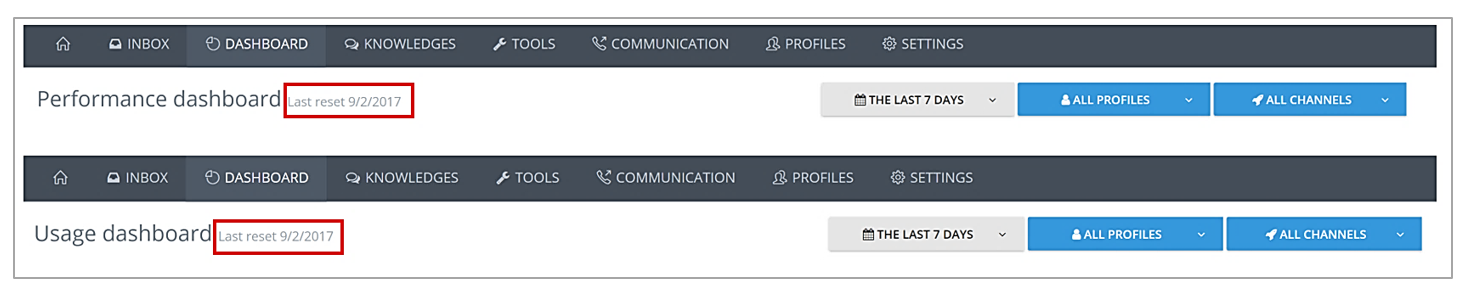 INBOX DASHBOARD KNOWLEDGES TOOLS COMMUNICATION PROFILES SETTINGS
Performance dashboard Last reset 9/2/2017 THE LAST 7 DAYS ALL PROFILES ALL CHANNELS
INBOX DASHBOARD KNOWLEDGES TOOLS COMMUNICATION PROFILES SETTINGS
Usage dashboard Last reset 9/2/2017 THE LAST 7 DAYS ALL PROFILES ALL CHANNELS